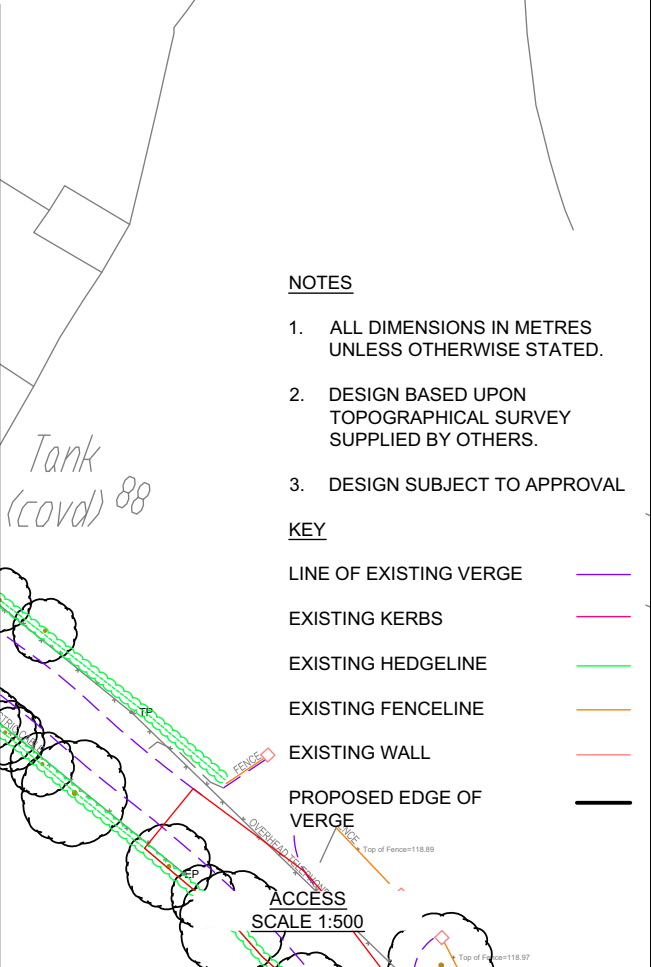 NOTES
1. ALL DIMENSIONS IN METRES
UNLESS OTHERWISE STATED.
2. DESIGN BASED UPON
TOPOGRAPHICAL SURVEY
SUPPLIED BY OTHERS.
3. DESIGN SUBJECT TO APPROVAL
Tank
(covd) 88
KEY
LINE OF EXISTING VERGE
EXISTING KERBS
EXISTING HEDGELINE
EXISTING FENCELINE
TP
EXISTING WALL
FENCE
PROPOSED EDGE OF
VERGE
OVERHEAD
Top of Fence=118.89
EP
ACCESS
SCALE 1:500
Top of Fence=118.97